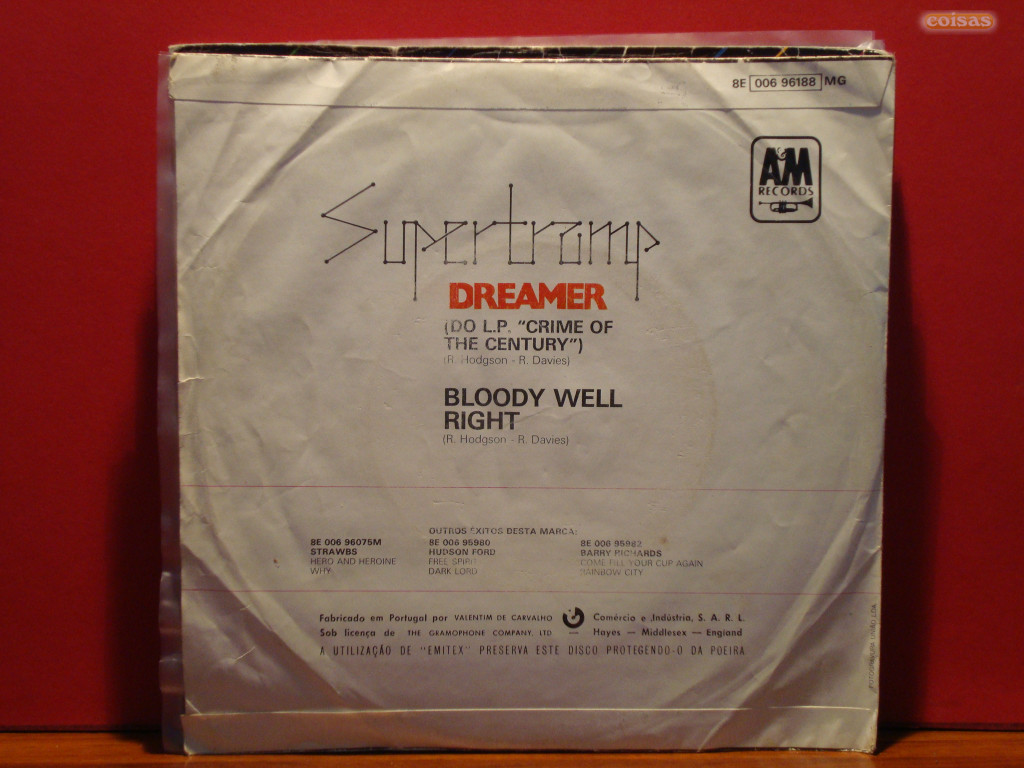 coisas
8E 006 96188 MG
A&M
RECORDS
Supertramp
DREAMER
(DO L.P. “CRIME OF
THE CENTURY”)
(R. Hodgson - R. Davies)
BLOODY WELL
RIGHT
(R. Hodgson - R. Davies)
OUTROS ÊXITOS DESTA MARCA:
8E 006 96075M
STRAWBS
HERO AND HEROINE
WHY
8E 006 95980
HUDSON FORD
FREE SPIRIT
DARK LORD
8E 006 95982
BARRY RICHARDS
COME FILL YOUR CUP AGAIN
RAINBOW CITY
Fabricado em Portugal por VALENTIM DE CARVALHO Comércio e Indústria, S. A. R. L.
Sob licença de THE GRAMOPHONE COMPANY, LTD — Hayes — Middlesex — England
A UTILIZAÇÃO DE "EMITEX" PRESERVA ESTE DISCO PROTEGENDO-O DA POEIRA